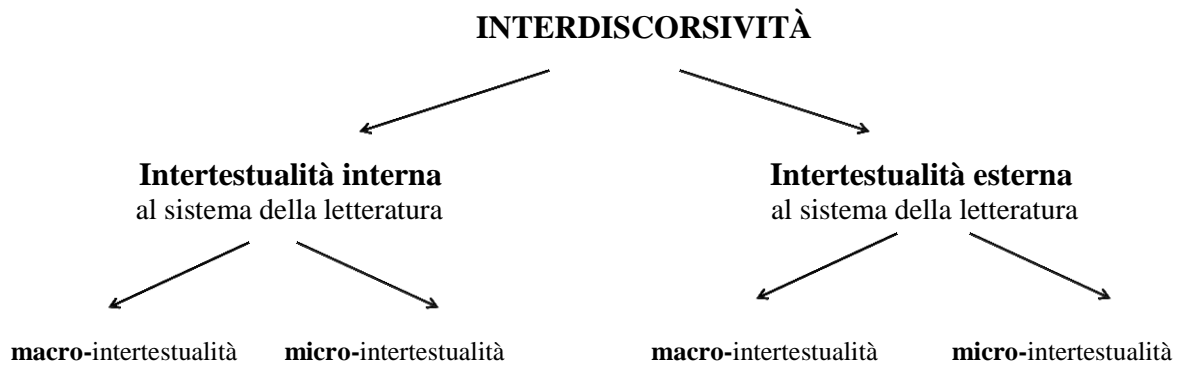 INTERDISCORSIVITÀ
Intertestualità interna
al sistema della letteratura
Intertestualità esterna
al sistema della letteratura
macro-intertestualità
micro-intertestualità
macro-intertestualità
micro-intertestualità